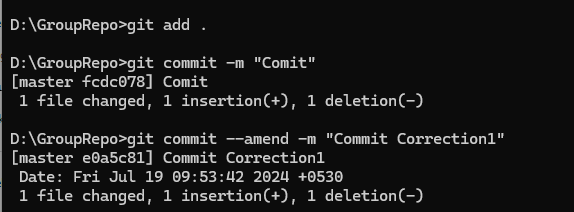 D:\GroupRepo>git add .
D:\GroupRepo>git commit -m "Comit"
[master fcdc078] Comit
 1 file changed, 1 insertion(+), 1 deletion(-)
D:\GroupRepo>git commit --amend -m "Commit Correction1"
[master e0a5c81] Commit Correction1
 Date: Fri Jul 19 09:53:42 2024 +0530
 1 file changed, 1 insertion(+), 1 deletion(-)